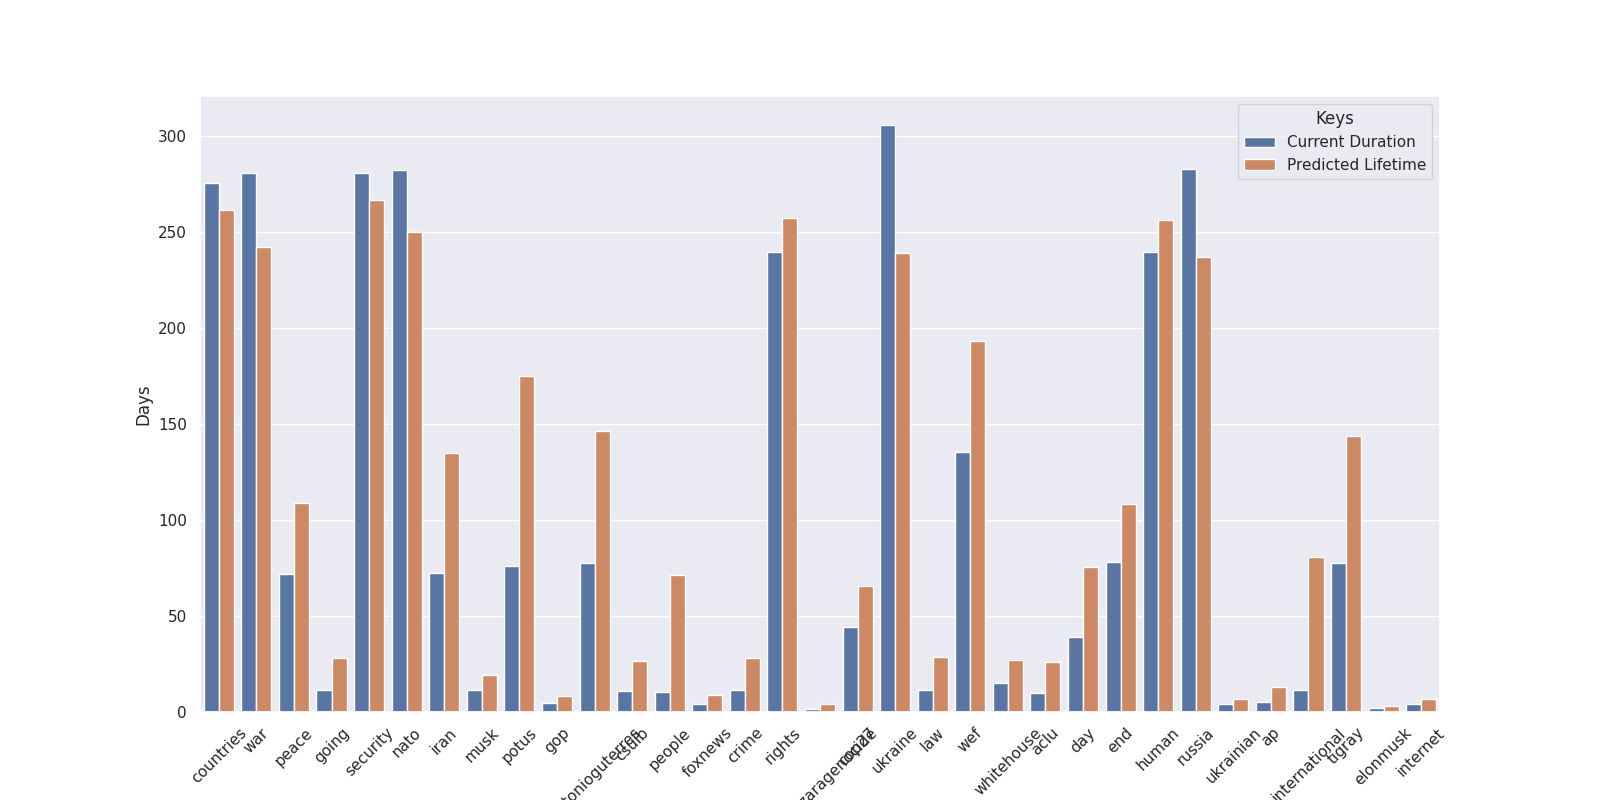 Keys
Current Duration
Predicted Lifetime
Days
300
250
200
150
100
50
0
countries
war
peace
going
security
nato
iran
musk
potus
gop
people
foxnews
crime
rights
ukraine
law
wef
whitehouse
aclu
day
end
human
russia
ukrainian
ap
international
tigray
elonmusk
internet